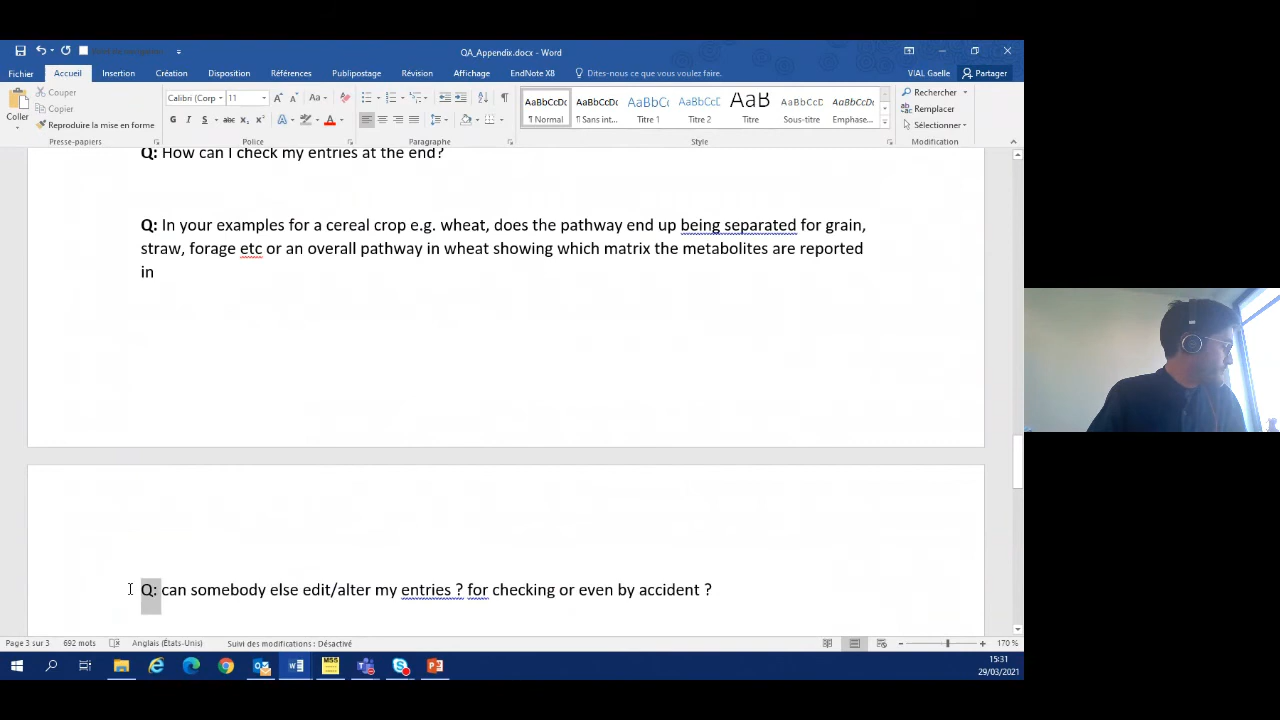 QA_Appendix.docx - Word
Fichier Accueil Insertion Création Disposition Références Publipostage Révision Affichage EndNote X8 Dites-nous ce que vous voulez faire. VIAL Gaelle Partager
Coller
Couper
Copier
Reproduire la mise en forme
Presse-papiers
Calibri (Corp 11
Police
Paragraphe
AaBbCcDc AaBbCcDc AaBbCc AaBbCcC AaB AaBbCcC AaBbCcDc
¶ Normal ¶ Sans int... Titre 1 Titre 2 Titre Sous-titre Emphase...
Style
Rechercher
Remplacer
Sélectionner
Modification
Q: How can I check my entries at the end?
Q: In your examples for a cereal crop e.g. wheat, does the pathway end up being separated for grain,
straw, forage etc or an overall pathway in wheat showing which matrix the metabolites are reported
in
Q: can somebody else edit/alter my entries ? for checking or even by accident ?
Page 3 sur 3 692 mots Anglais (États-Unis) Suivi des modifications : Désactivé 170 %
15:31
29/03/2021